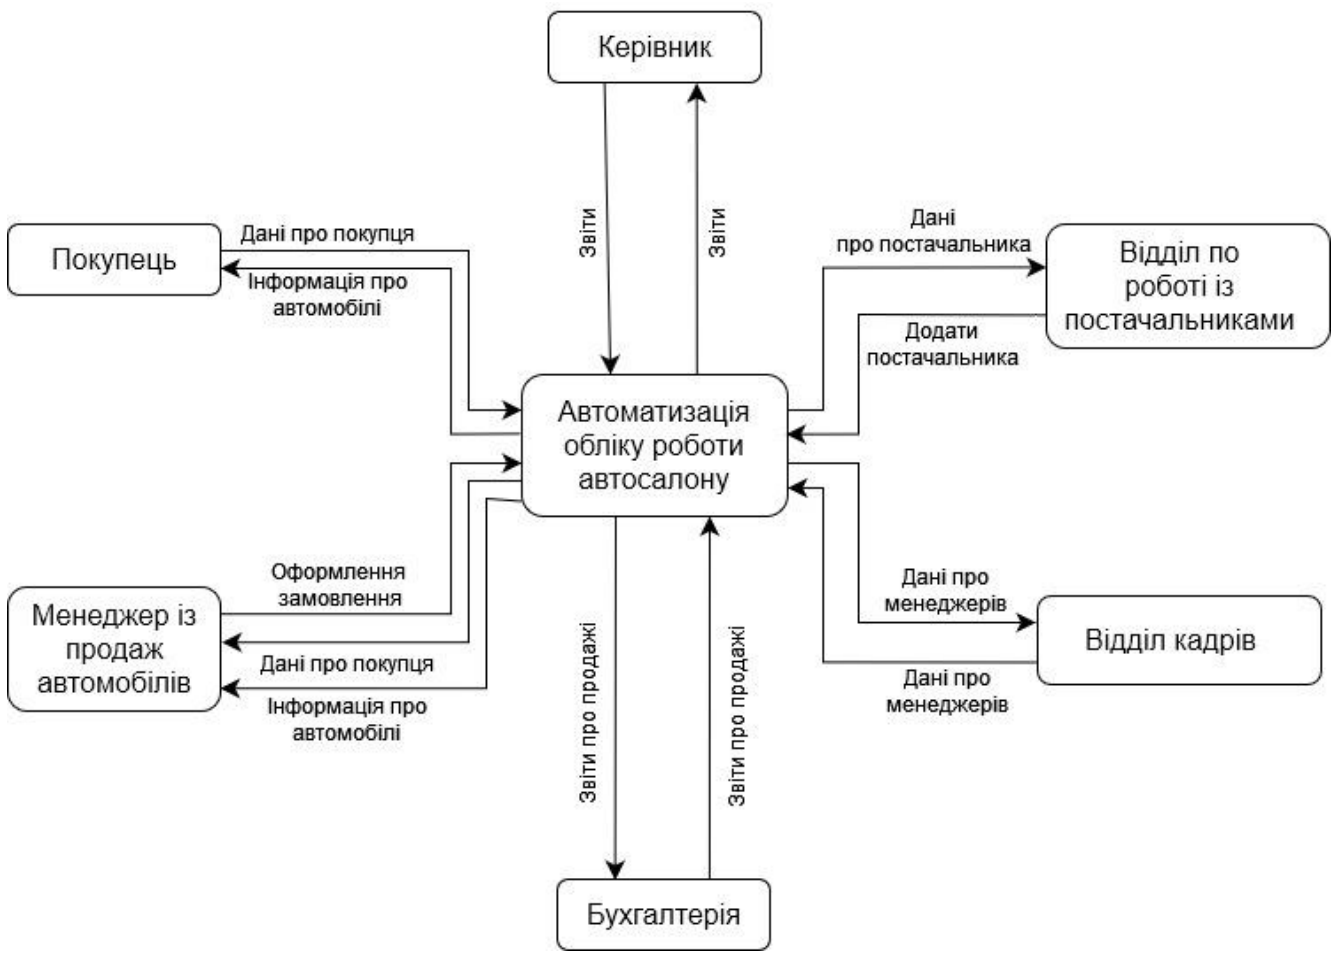 Керівник
Звіти
Звіти
Покупець
Дані про покупця
Інформація про
автомобілі
Дані
про постачальника
Відділ по
роботі із
постачальниками
Додати
постачальника
Автоматизація
обліку роботи
автосалону
Оформлення
замовлення
Менеджер із
продаж
автомобілів
Дані про покупця
Інформація про
автомобілі
Дані про
менеджерів
Відділ кадрів
Дані про
менеджерів
Звіти про продажі
Звіти про продажі
Бухгалтерія